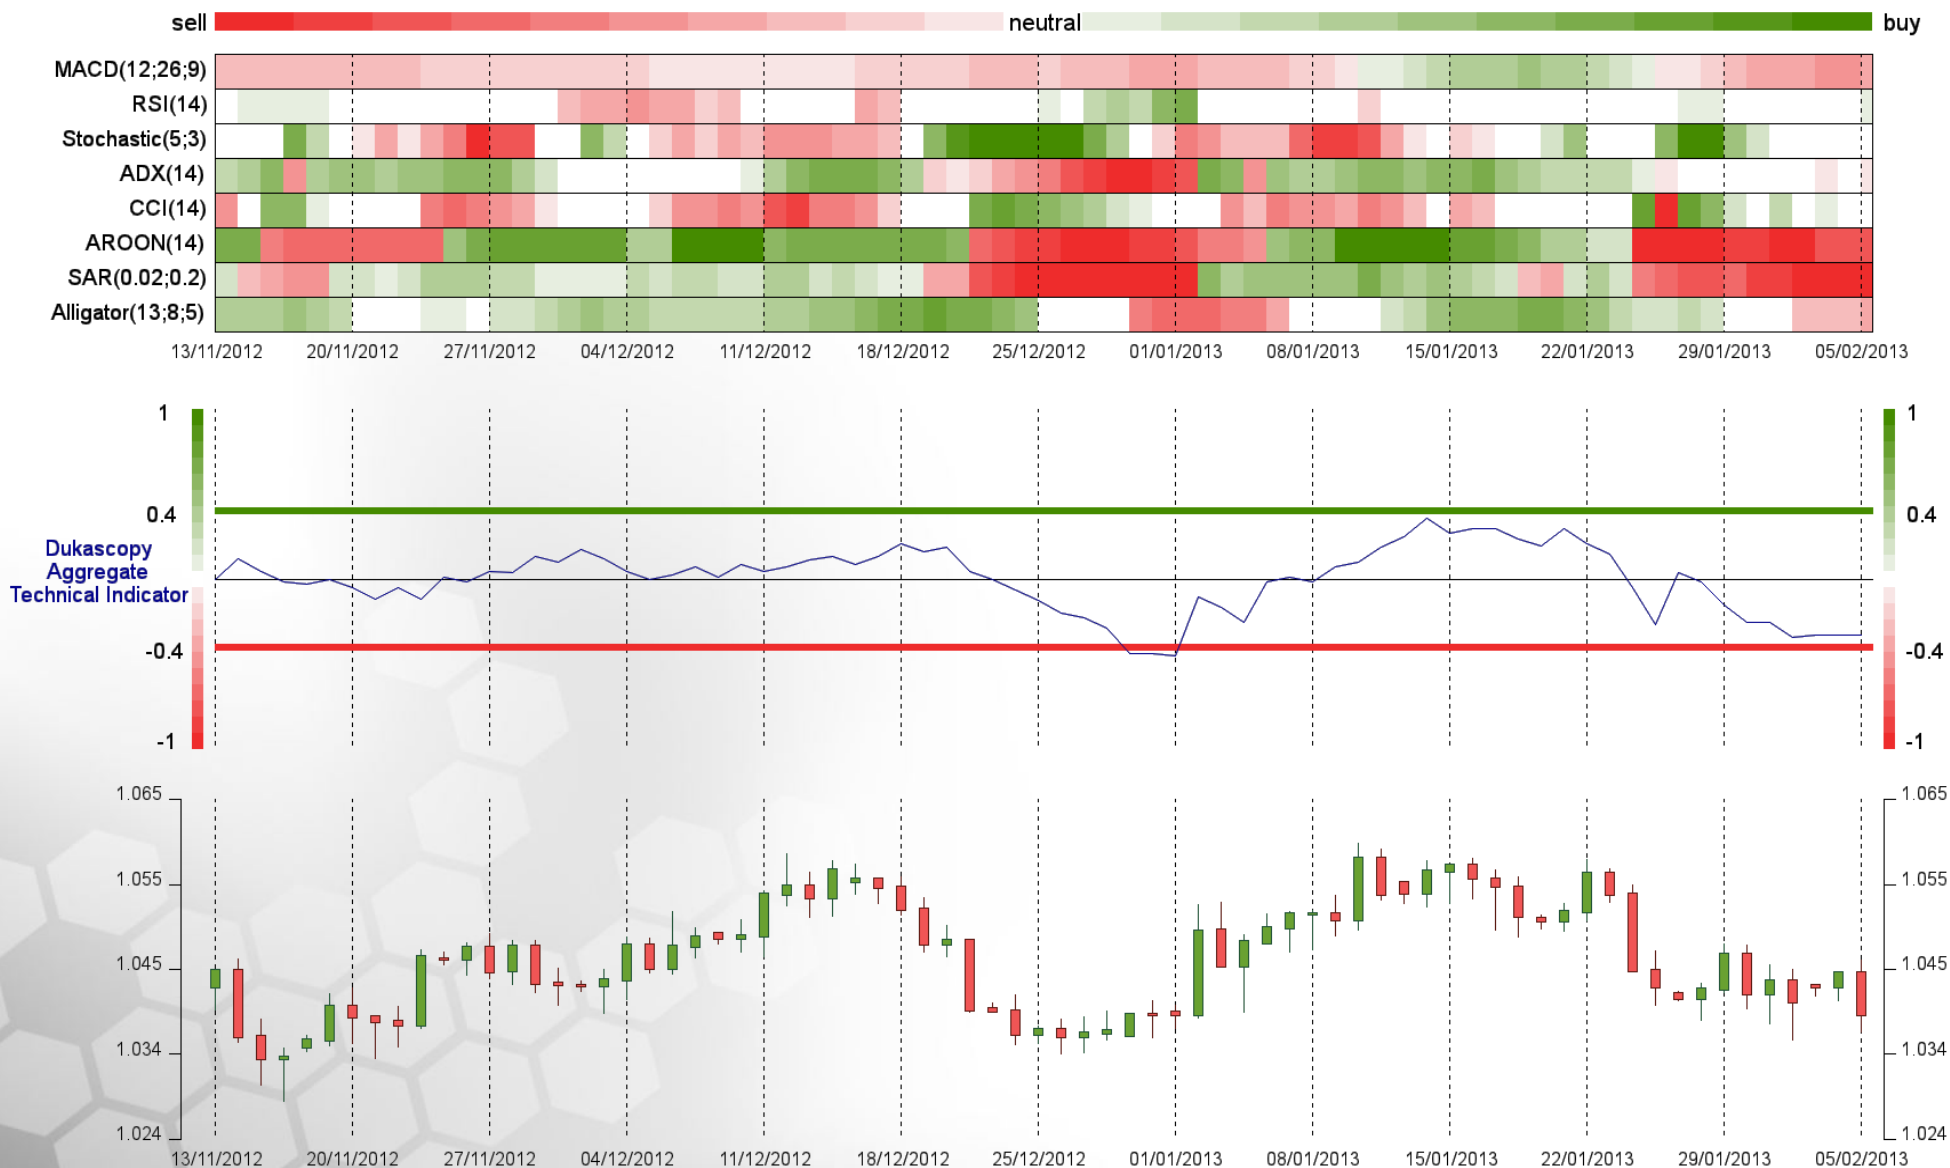 sell neutral buy
MACD(12;26;9)
RSI(14)
Stochastic(5;3)
ADX(14)
CCI(14)
AROON(14)
SAR(0.02;0.2)
Alligator(13;8;5)
13/11/2012 20/11/2012 27/11/2012 04/12/2012 11/12/2012 18/12/2012 25/12/2012 01/01/2013 08/01/2013 15/01/2013 22/01/2013 29/01/2013 05/02/2013
1 1
0.4 0.4
Dukascopy
Aggregate
Technical Indicator
-0.4 -0.4
-1 -1
1.065 1.065
1.055 1.055
1.045 1.045
1.034 1.034
1.024 1.024
13/11/2012 20/11/2012 27/11/2012 04/12/2012 11/12/2012 18/12/2012 25/12/2012 01/01/2013 08/01/2013 15/01/2013 22/01/2013 29/01/2013 05/02/2013